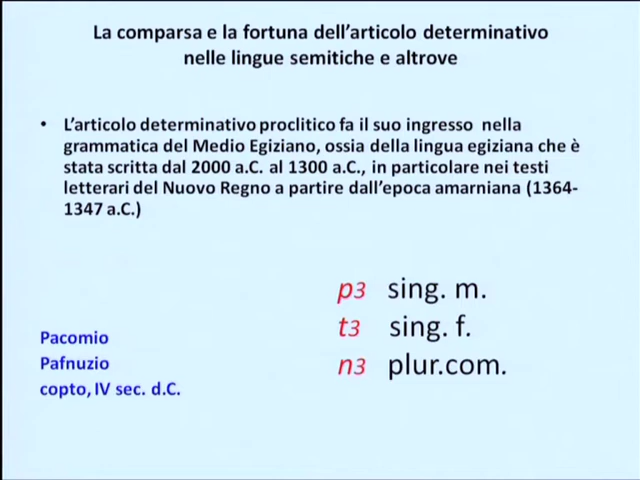 La comparsa e la fortuna dell'articolo determinativo
nelle lingue semitiche e altrove
• L'articolo determinativo proclitico fa il suo ingresso nella
grammatica del Medio Egiziano, ossia della lingua egiziana che è
stata scritta dal 2000 a.C. al 1300 a.C., in particolare nei testi
letterari del Nuovo Regno a partire dall'epoca amarniana (1364-
1347 a.C.)
p3 sing. m.
t3 sing. f.
n3 plur.com.
Pacomio
Pafnuzio
copto, IV sec. d.C.